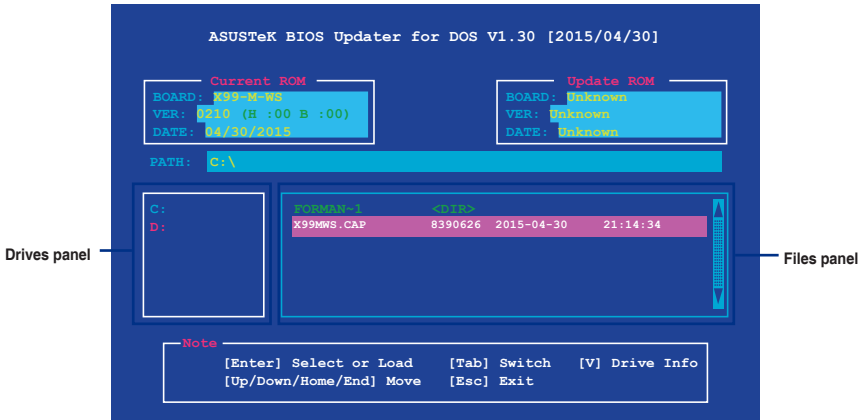 ASUSTeK BIOS Updater for DOS V1.30 [2015/04/30]
Current ROM
BOARD: X99-M-WS
VER: 0210 (H :00 B :00)
DATE: 04/30/2015
Update ROM
BOARD: Unknown
VER: Unknown
DATE: Unknown
PATH: C:\
C:
D:
FORMAN~1 <DIR>
X99MWS.CAP 8390626 2015-04-30 21:14:34
Drives panel
Files panel
Note
[Enter] Select or Load [Tab] Switch [V] Drive Info
[Up/Down/Home/End] Move [Esc] Exit